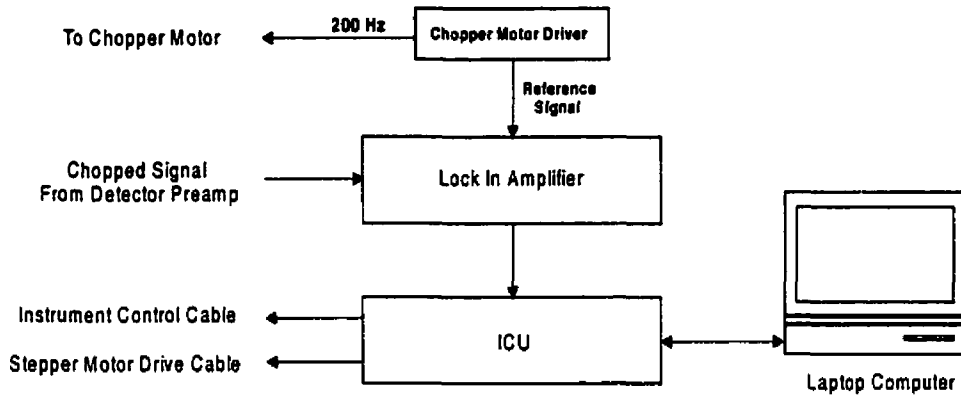 200 Hz
Chopper Motor Driver
To Chopper Motor
Reference
Signal
Chopped Signal
From Detector Preamp
Lock In Amplifier
Instrument Control Cable
ICU
Stepper Motor Drive Cable
Laptop Computer